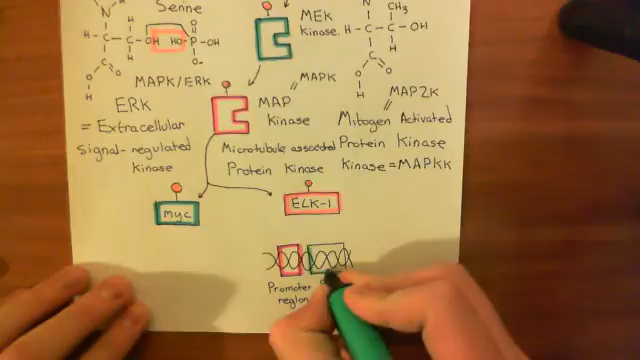 Serine
N
H-C-C-OH HO-P-OH
H
O-
C
O
O
H
MAPK/ERK
ERK
= Extracellular
signal-regulated
Kinase
MEK
Kinase.
MAPK
MAP
Kinase
Microtubule associated
Protein Kinase
N
CH3
H-C-C-OH
H
C
O
O
H
MAP2K
Mitogen Activated
Protein Kinase
Kinase = MAPKK
myc
ELK-1
Promoter
region